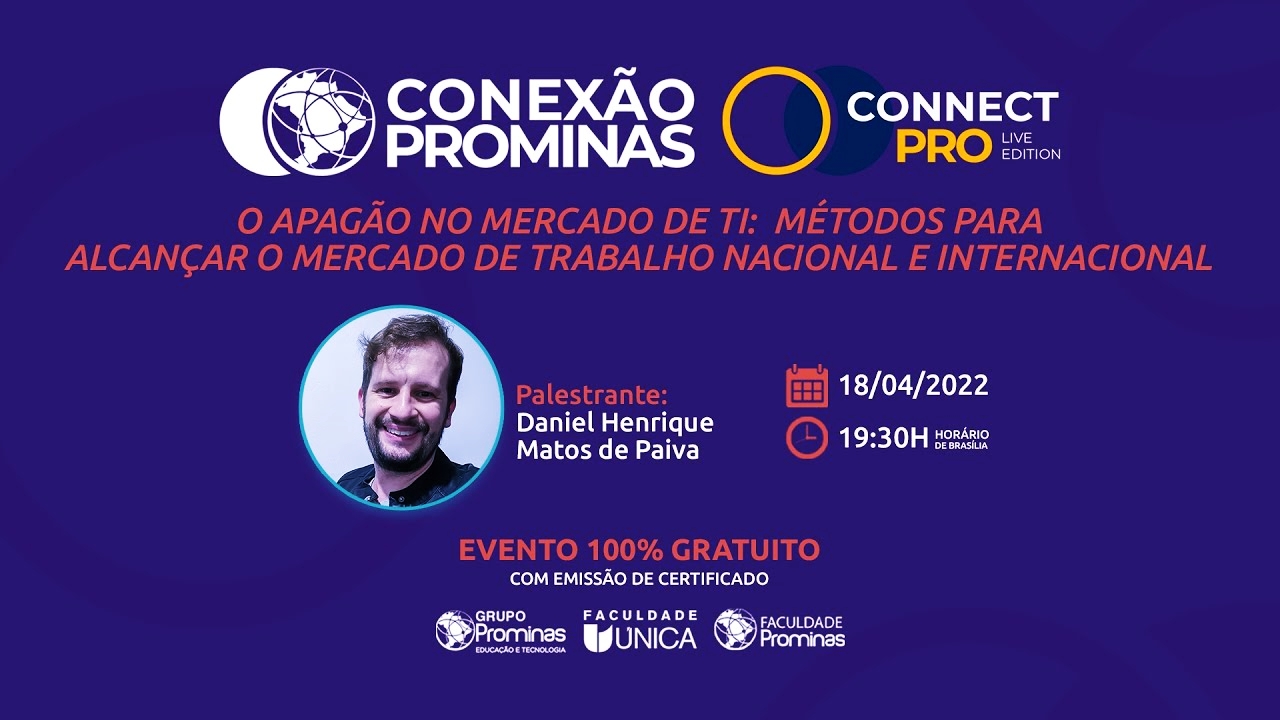 CONEXÃO
PROMINAS
CONNECT
PRO LIVE
EDITION
O APAGÃO NO MERCADO DE TI: MÉTODOS PARA
ALCANÇAR O MERCADO DE TRABALHO NACIONAL E INTERNACIONAL
Palestrante:
Daniel Henrique
Matos de Paiva
18/04/2022
19:30H HORÁRIO
DE BRASÍLIA
EVENTO 100% GRATUITO
COM EMISSÃO DE CERTIFICADO
GRUPO
Prominas
EDUCAÇÃO E TECNOLOGIA
FACULDADE
ÚNICA
FACULDADE
Prominas